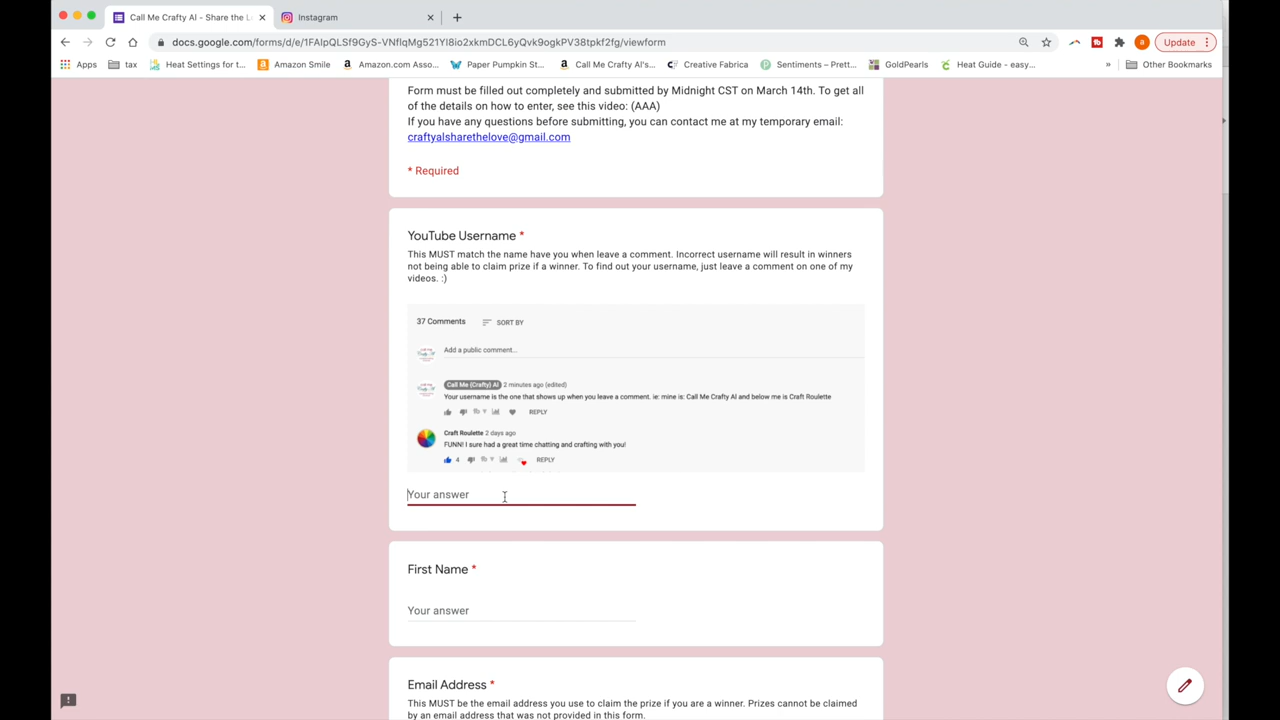 Call Me Crafty Al - Share the L
Instagram
docs.google.com/forms/d/e/1FAIpQLSf9GyS-VNflqMg521Yl8io2xkmDCL6yQvk9ogkPV38tpkf2fg/viewform
Update
Apps
tax
Heat Settings for t...
Amazon Smile
Amazon.com Asso...
Paper Pumpkin St...
Call Me Crafty Al's...
Creative Fabrica
Sentiments – Prett...
GoldPearls
Heat Guide - easy...
»
Other Bookmarks
Form must be filled out completely and submitted by Midnight CST on March 14th. To get all
of the details on how to enter, see this video: (AAA)
If you have any questions before submitting, you can contact me at my temporary email:
craftyalsharethelove@gmail.com
* Required
YouTube Username *
This MUST match the name have you when leave a comment. Incorrect username will result in winners
not being able to claim prize if a winner. To find out your username, just leave a comment on one of my
videos. :)
37 Comments
SORT BY
Add a public comment...
Call Me {Crafty} Al 2 minutes ago (edited)
Your username is the one that shows up when you leave a comment. ie: mine is: Call Me Crafty Al and below me is Craft Roulette
REPLY
Craft Roulette 2 days ago
FUNN! I sure had a great time chatting and crafting with you!
4
REPLY
Your answer
First Name *
Your answer
Email Address *
This MUST be the email address you use to claim the prize if you are a winner. Prizes cannot be claimed
by an email address that was not provided in this form.